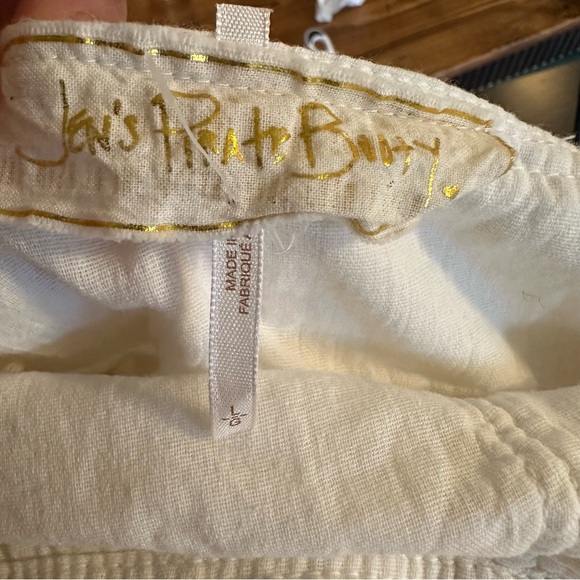 Jen's Pirate Booty
MADE I
FABRIQUÉ
L
G